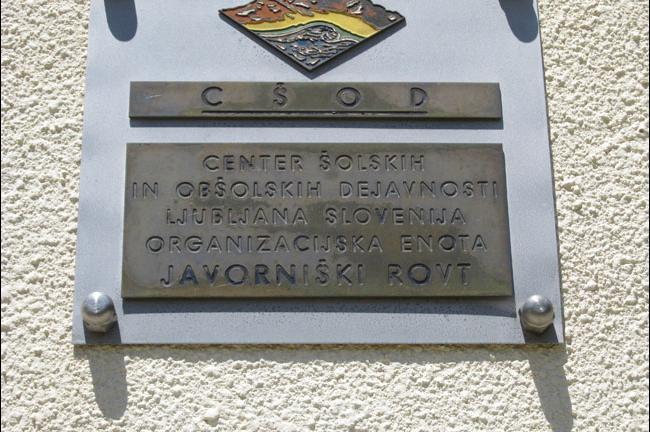 CŠOD
CENTER ŠOLSKIH
IN OBŠOLSKIH DEJAVNOSTI
LJUBLJANA SLOVENIJA
ORGANIZACIJSKA ENOTA
JAVORNIŠKI ROVT